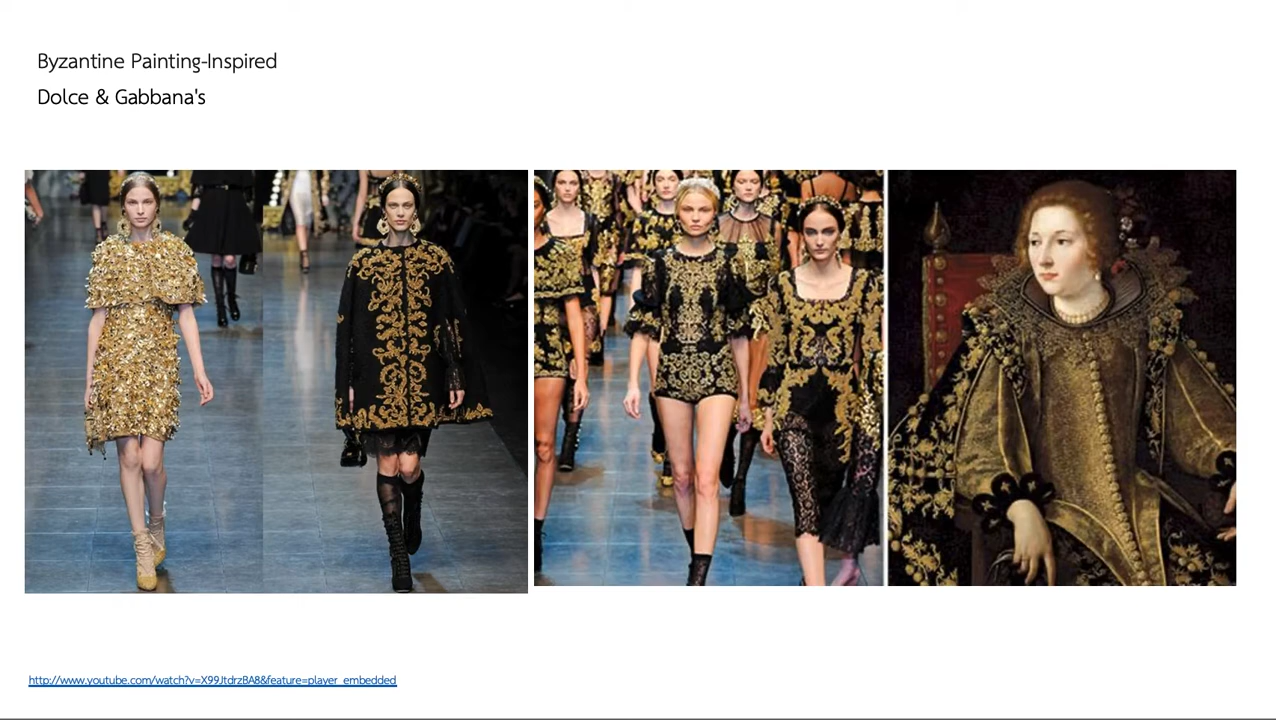 Byzantine Painting-Inspired
Dolce & Gabbana's
http://www.youtube.com/watch?v=X99JtdrzBA8&feature=player_embedded